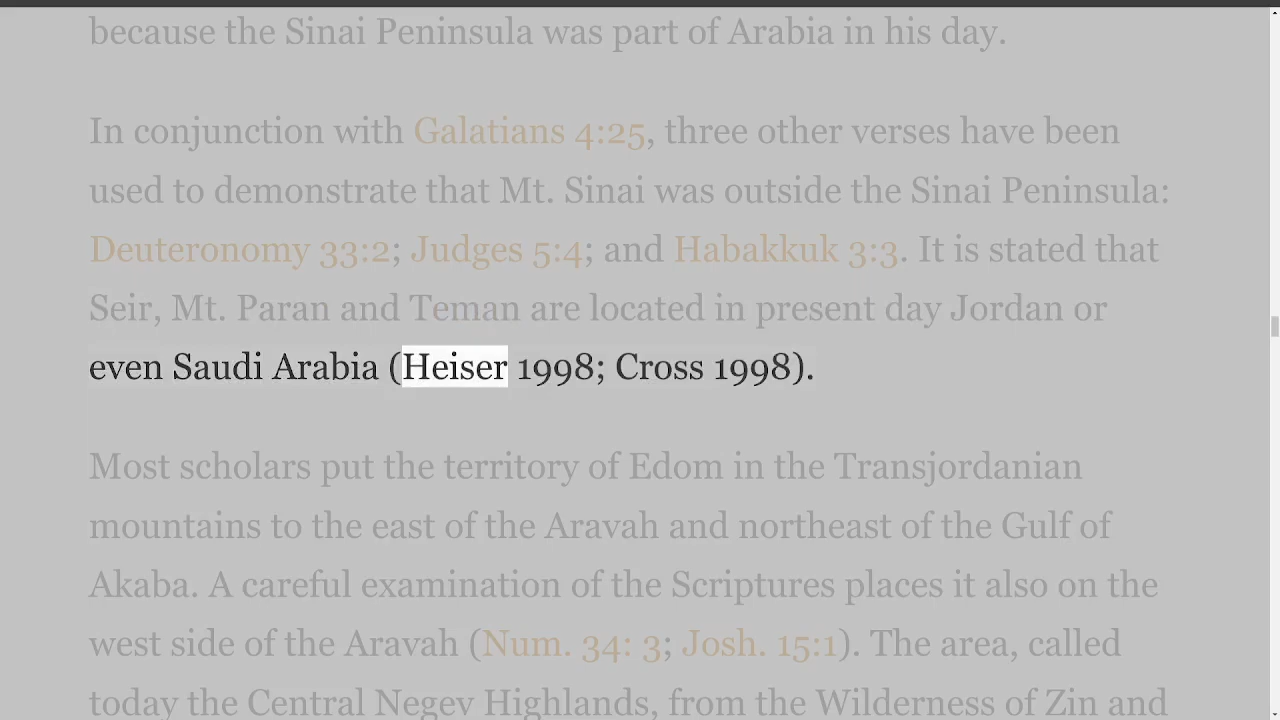 because the Sinai Peninsula was part of Arabia in his day.
In conjunction with Galatians 4:25, three other verses have been
used to demonstrate that Mt. Sinai was outside the Sinai Peninsula:
Deuteronomy 33:2; Judges 5:4; and Habakkuk 3:3. It is stated that
Seir, Mt. Paran and Teman are located in present day Jordan or
even Saudi Arabia (Heiser 1998; Cross 1998).
Most scholars put the territory of Edom in the Transjordanian
mountains to the east of the Aravah and northeast of the Gulf of
Akaba. A careful examination of the Scriptures places it also on the
west side of the Aravah (Num. 34: 3; Josh. 15:1). The area, called
today the Central Negev Highlands, from the Wilderness of Zin and